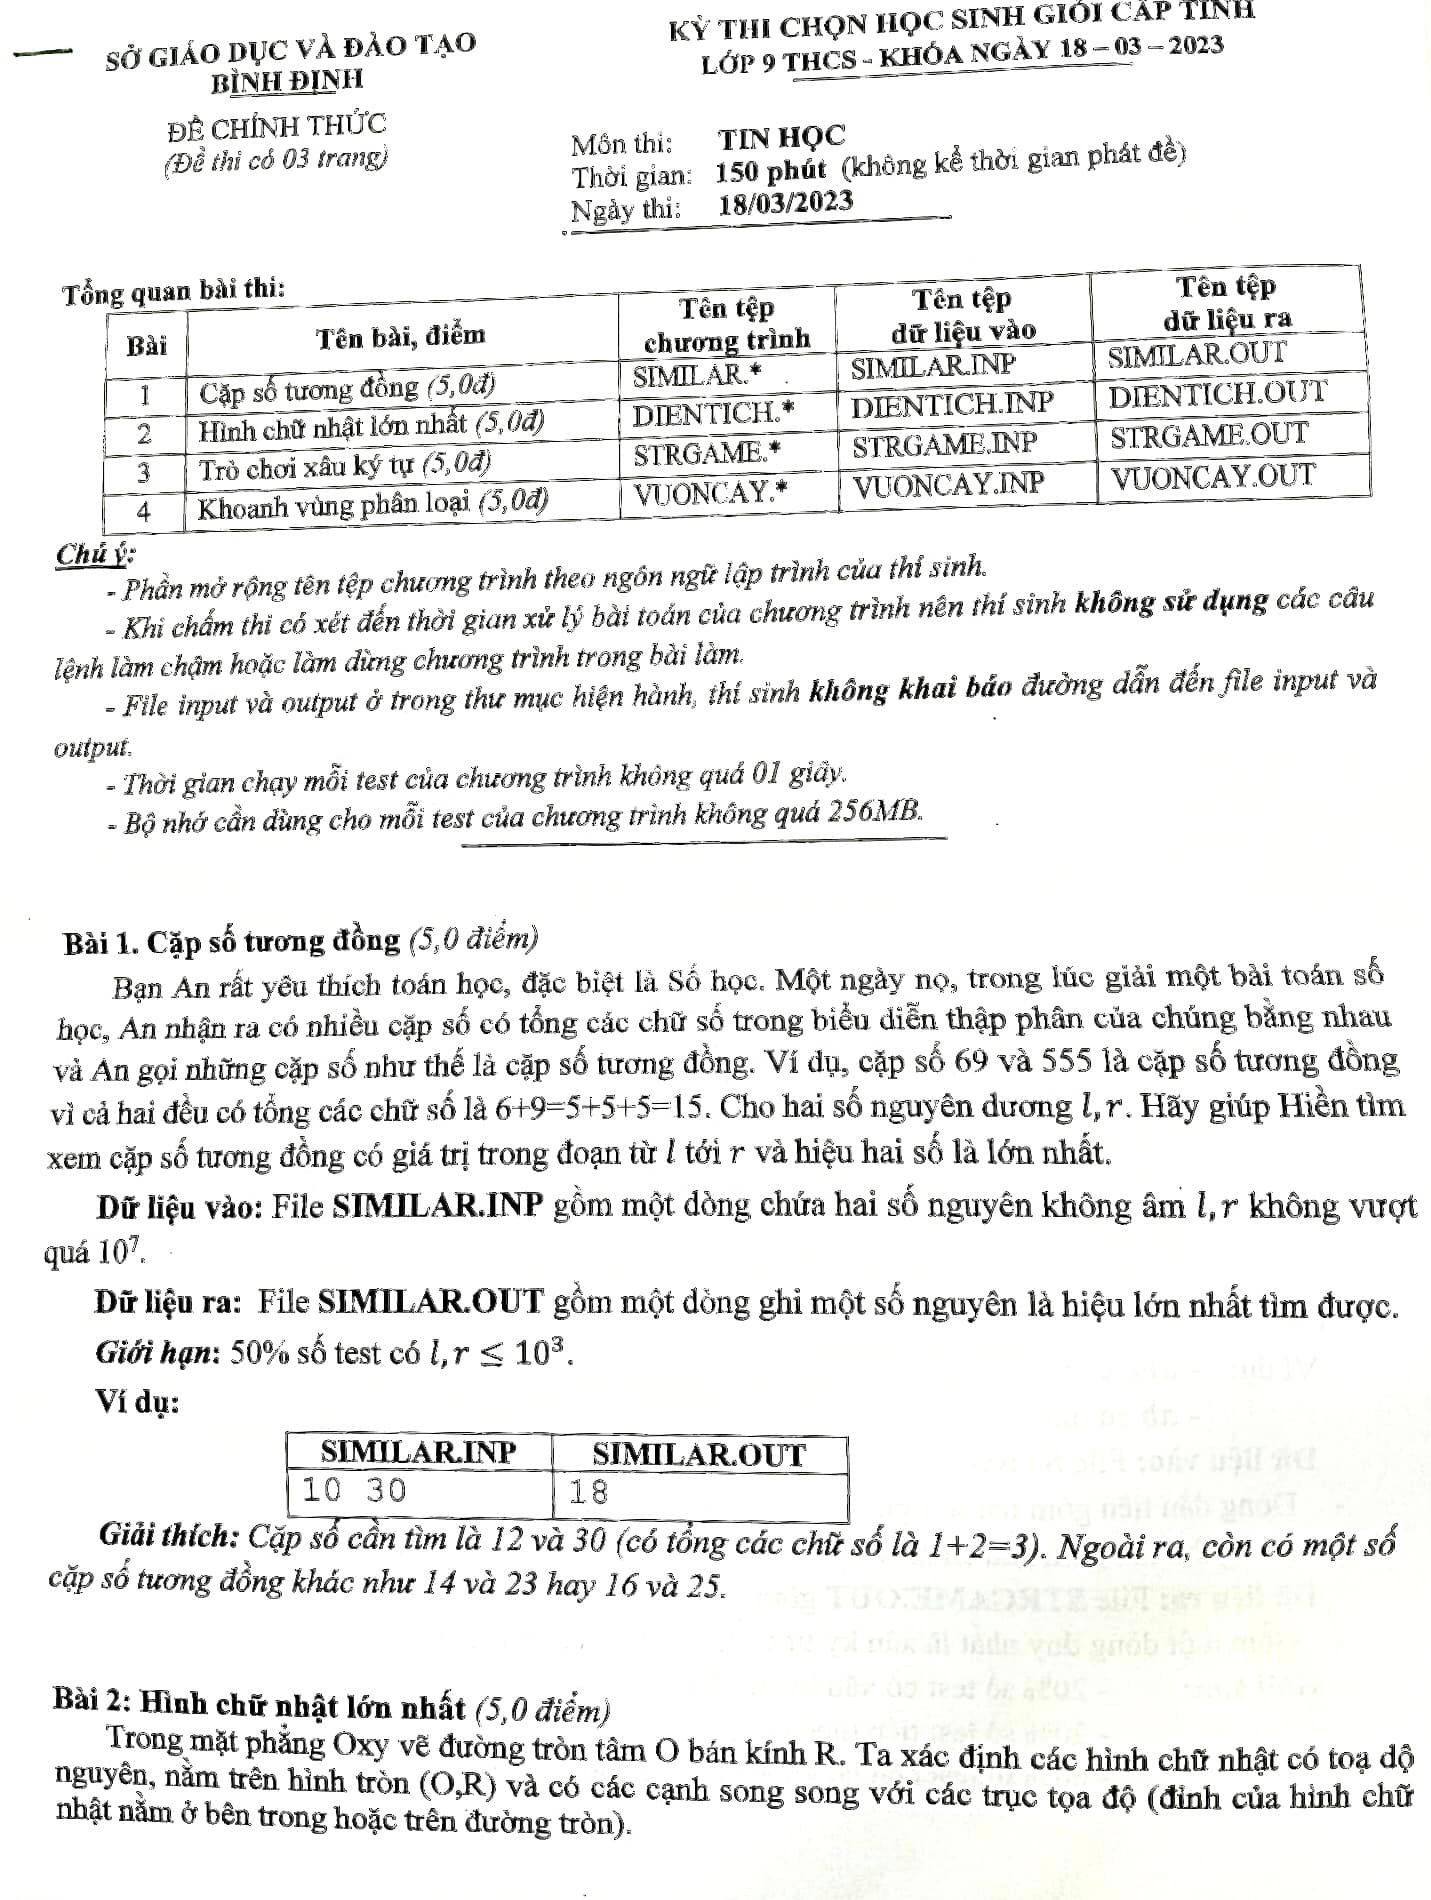 SỞ GIÁO DỤC VÀ ĐÀO TẠO
BÌNH ĐỊNH
ĐỀ CHÍNH THỨC
(Đề thi có 03 trang)
KỲ THI CHỌN HỌC SINH GIỎI CẤP TỈNH
LỚP 9 THCS - KHÓA NGÀY 18 – 03 – 2023
Môn thi: TIN HỌC
Thời gian: 150 phút (không kể thời gian phát đề)
Ngày thi: 18/03/2023
Tổng quan bài thi:
Bài Tên bài, điểm Tên tệp chương trình Tên tệp dữ liệu vào Tên tệp dữ liệu ra
1 Cặp số tương đồng (5,0đ) SIMILAR.* SIMILAR.INP SIMILAR.OUT
2 Hình chữ nhật lớn nhất (5,0đ) DIENTICH.* DIENTICH.INP DIENTICH.OUT
3 Trò chơi xâu ký tự (5,0đ) STRGAME.* STRGAME.INP STRGAME.OUT
4 Khoanh vùng phân loại (5,0đ) VUONCAY.* VUONCAY.INP VUONCAY.OUT
Chú ý:
- Phần mở rộng tên tệp chương trình theo ngôn ngữ lập trình của thí sinh.
- Khi chấm thi có xét đến thời gian xử lý bài toán của chương trình nên thí sinh không sử dụng các câu
lệnh làm chậm hoặc làm dừng chương trình trong bài làm.
- File input và output ở trong thư mục hiện hành, thí sinh không khai báo đường dẫn đến file input và
output.
- Thời gian chạy mỗi test của chương trình không quá 01 giây.
- Bộ nhớ cần dùng cho mỗi test của chương trình không quá 256MB.
Bài 1. Cặp số tương đồng (5,0 điểm)
Bạn An rất yêu thích toán học, đặc biệt là Số học. Một ngày nọ, trong lúc giải một bài toán số
học, An nhận ra có nhiều cặp số có tổng các chữ số trong biểu diễn thập phân của chúng bằng nhau
và An gọi những cặp số như thế là cặp số tương đồng. Ví dụ, cặp số 69 và 555 là cặp số tương đồng
vì cả hai đều có tổng các chữ số là 6+9=5+5+5=15. Cho hai số nguyên dương l, r. Hãy giúp Hiền tìm
xem cặp số tương đồng có giá trị trong đoạn từ l tới r và hiệu hai số là lớn nhất.
Dữ liệu vào: File SIMILAR.INP gồm một dòng chứa hai số nguyên không âm l, r không vượt
quá 10⁷.
Dữ liệu ra: File SIMILAR.OUT gồm một dòng ghi một số nguyên là hiệu lớn nhất tìm được.
Giới hạn: 50% số test có l, r ≤ 10³.
Ví dụ:
SIMILAR.INP SIMILAR.OUT
10 30 18
Giải thích: Cặp số cần tìm là 12 và 30 (có tổng các chữ số là 1+2=3). Ngoài ra, còn có một số
cặp số tương đồng khác như 14 và 23 hay 16 và 25.
Bài 2: Hình chữ nhật lớn nhất (5,0 điểm)
Trong mặt phẳng Oxy vẽ đường tròn tâm O bán kính R. Ta xác định các hình chữ nhật có toạ độ
nguyên, nằm trên hình tròn (O,R) và có các cạnh song song với các trục tọa độ (đỉnh của hình chữ
nhật nằm ở bên trong hoặc trên đường tròn).